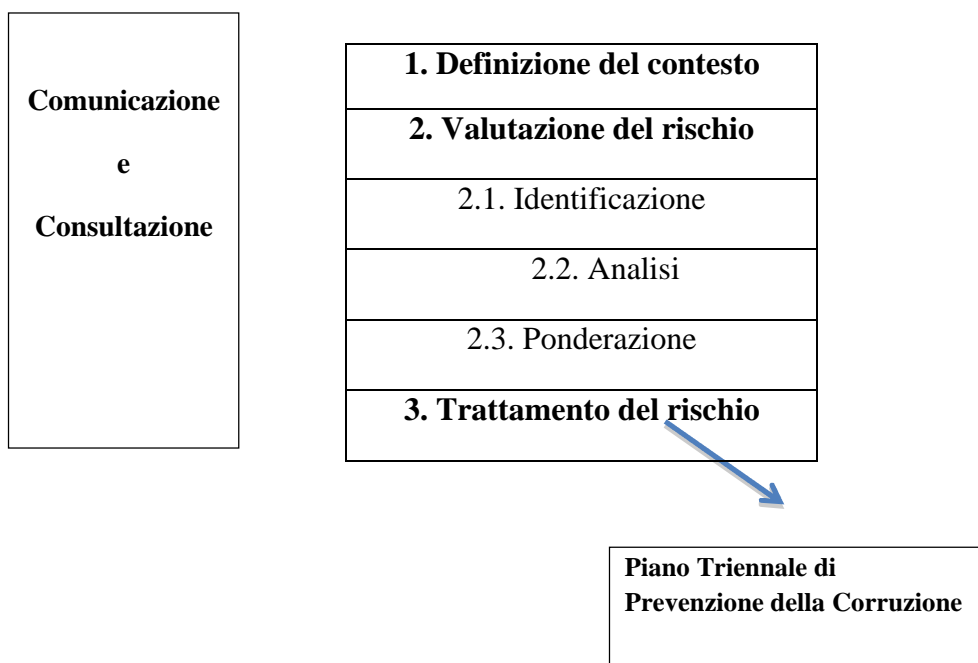 Comunicazione
e
Consultazione
1. Definizione del contesto
2. Valutazione del rischio
2.1. Identificazione
2.2. Analisi
2.3. Ponderazione
3. Trattamento del rischio
Piano Triennale di
Prevenzione della Corruzione